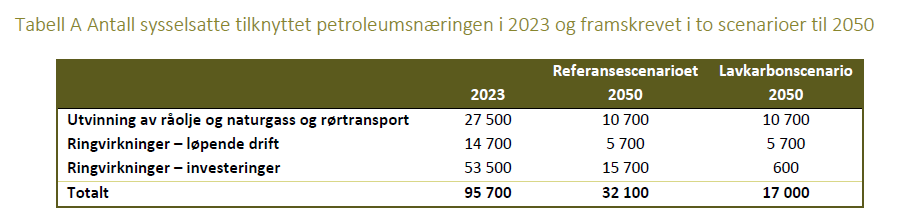 Tabell A Antall sysselsatte tilknyttet petroleumsnæringen i 2023 og framskrevet i to scenarioer til 2050
Referansescenarioet Lavkarbonscenario
2023 2050 2050
Utvinning av råolje og naturgass og rørtransport 27 500 10 700 10 700
Ringvirkninger – løpende drift 14 700 5 700 5 700
Ringvirkninger – investeringer 53 500 15 700 600
Totalt 95 700 32 100 17 000